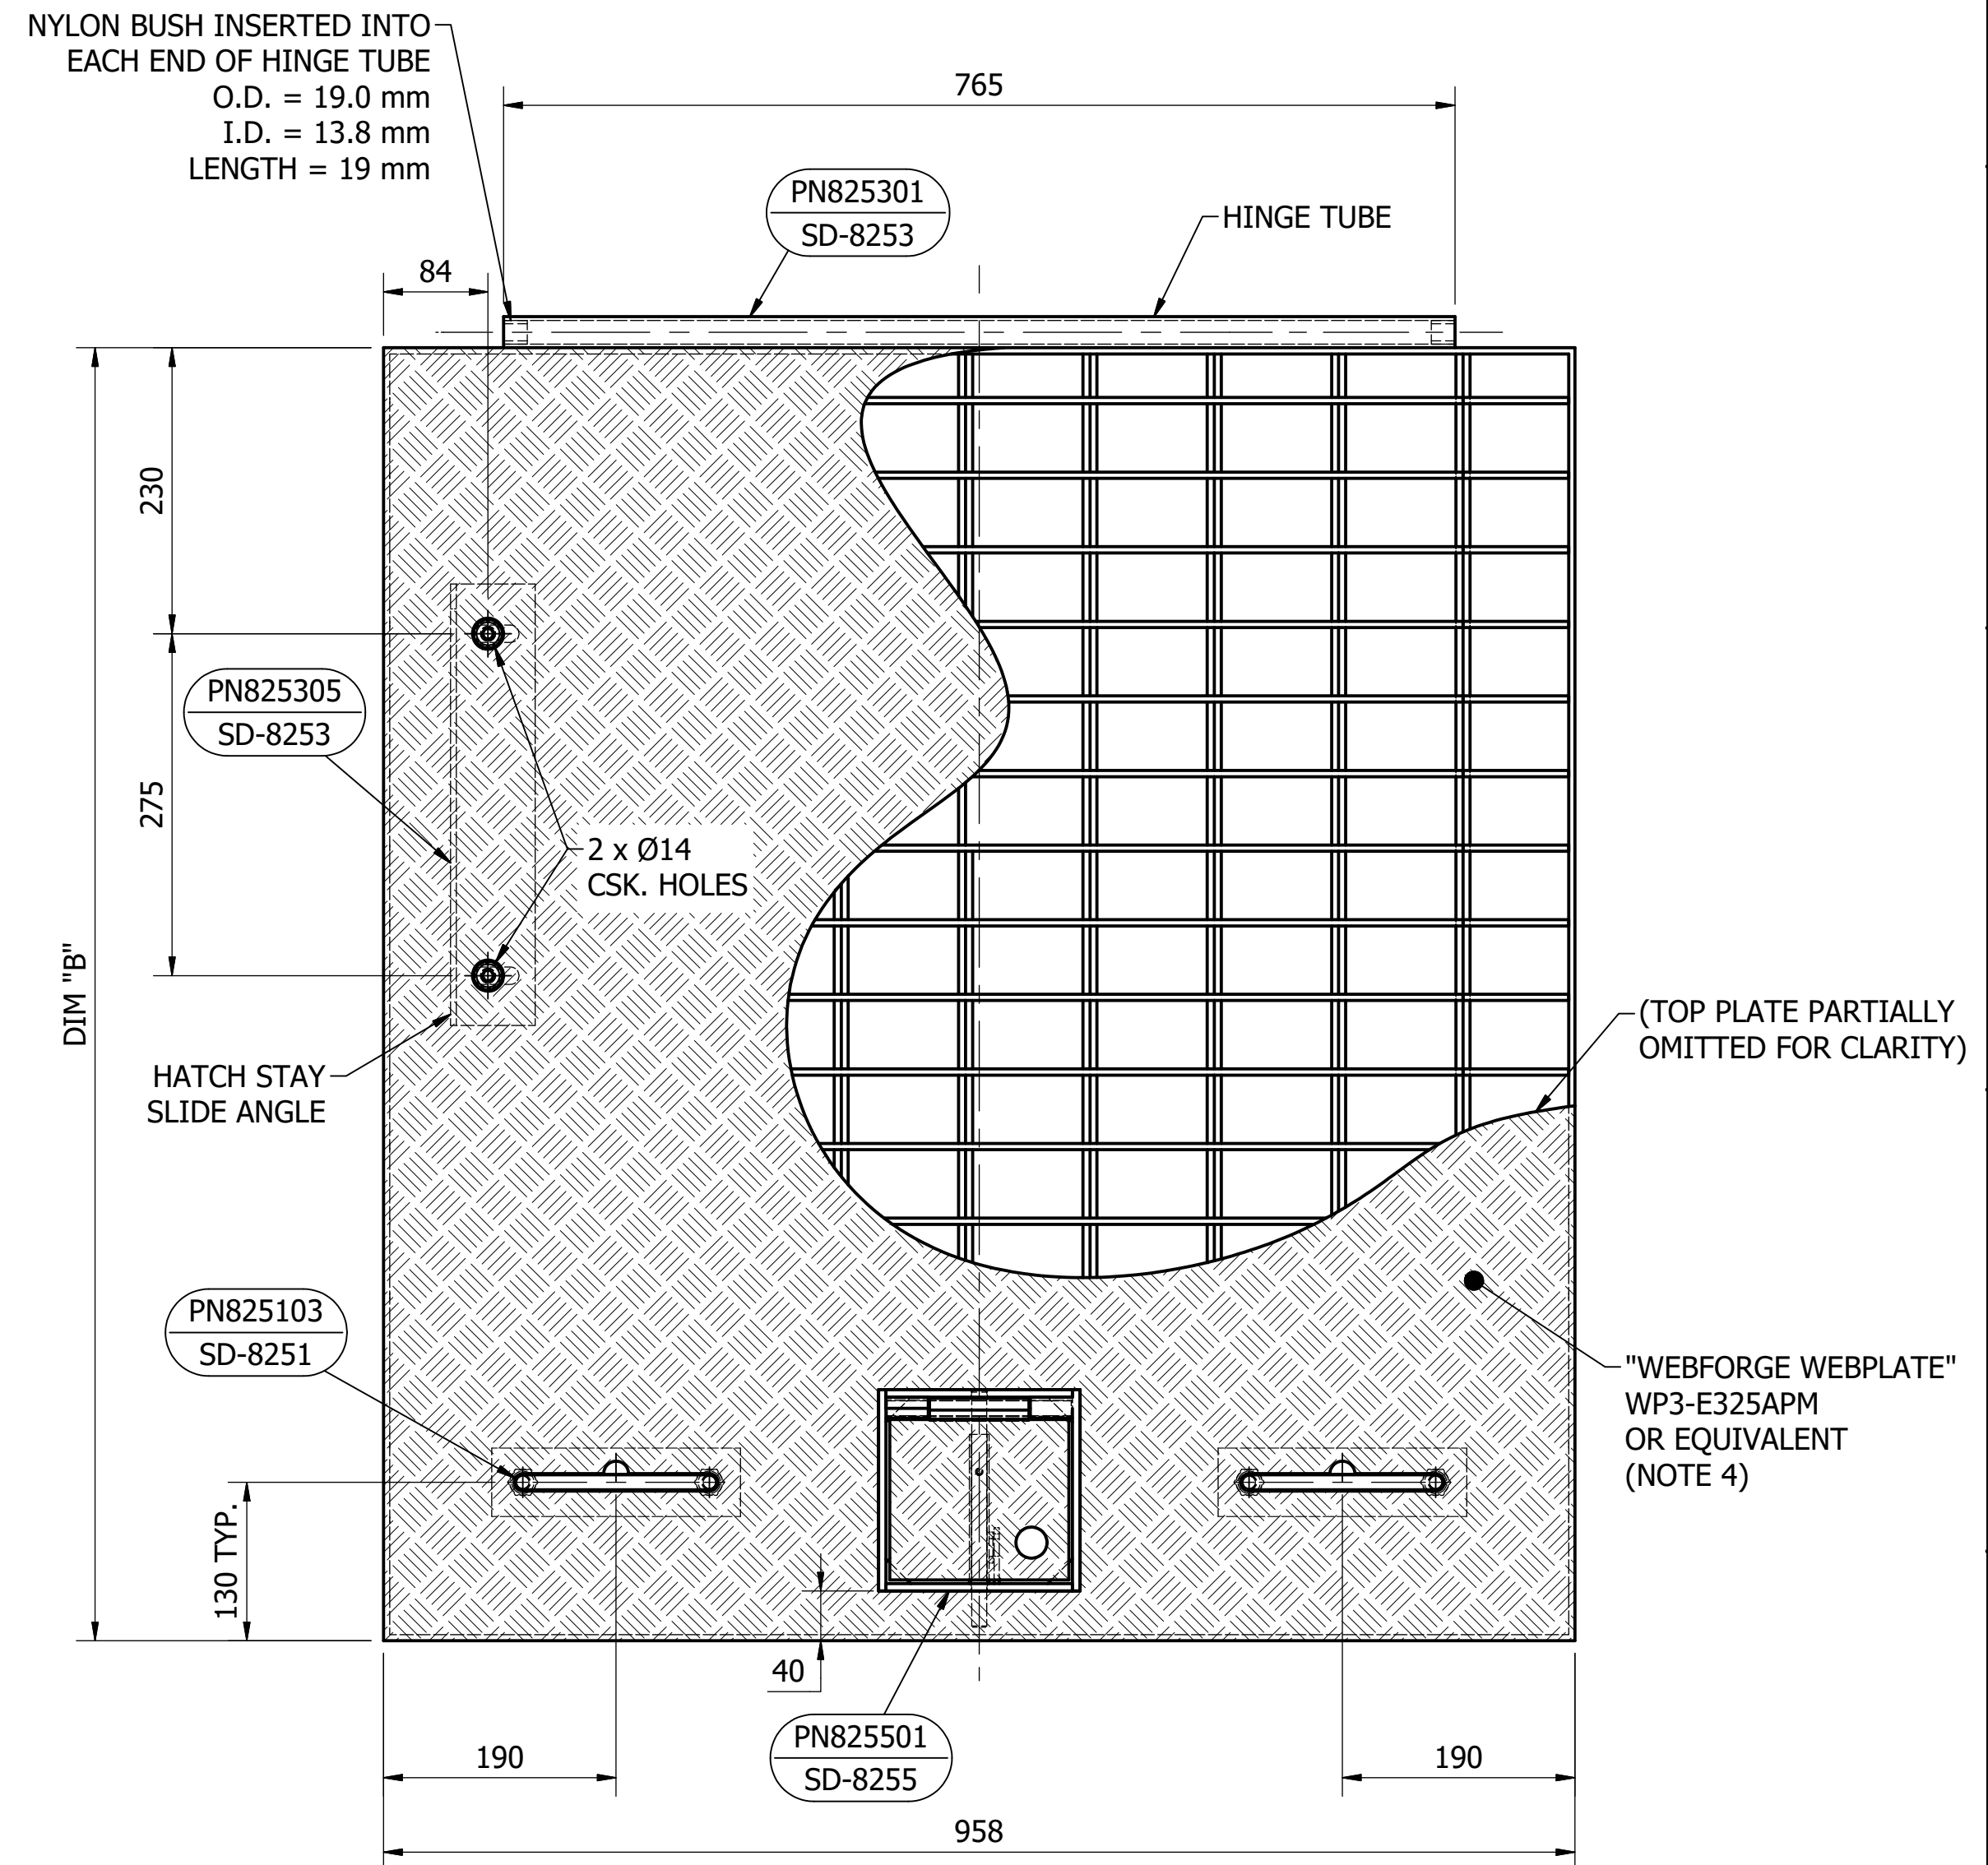 NYLON BUSH INSERTED INTO
EACH END OF HINGE TUBE
O.D. = 19.0 mm
I.D. = 13.8 mm
LENGTH = 19 mm
765
PN825301
SD-8253
HINGE TUBE
84
230
PN825305
SD-8253
275
2 x Ø14
CSK. HOLES
DIM "B"
HATCH STAY
SLIDE ANGLE
(TOP PLATE PARTIALLY
OMITTED FOR CLARITY)
PN825103
SD-8251
"WEBFORGE WEBPLATE"
WP3-E325APM
OR EQUIVALENT
(NOTE 4)
130 TYP.
40
PN825501
SD-8255
190
190
958